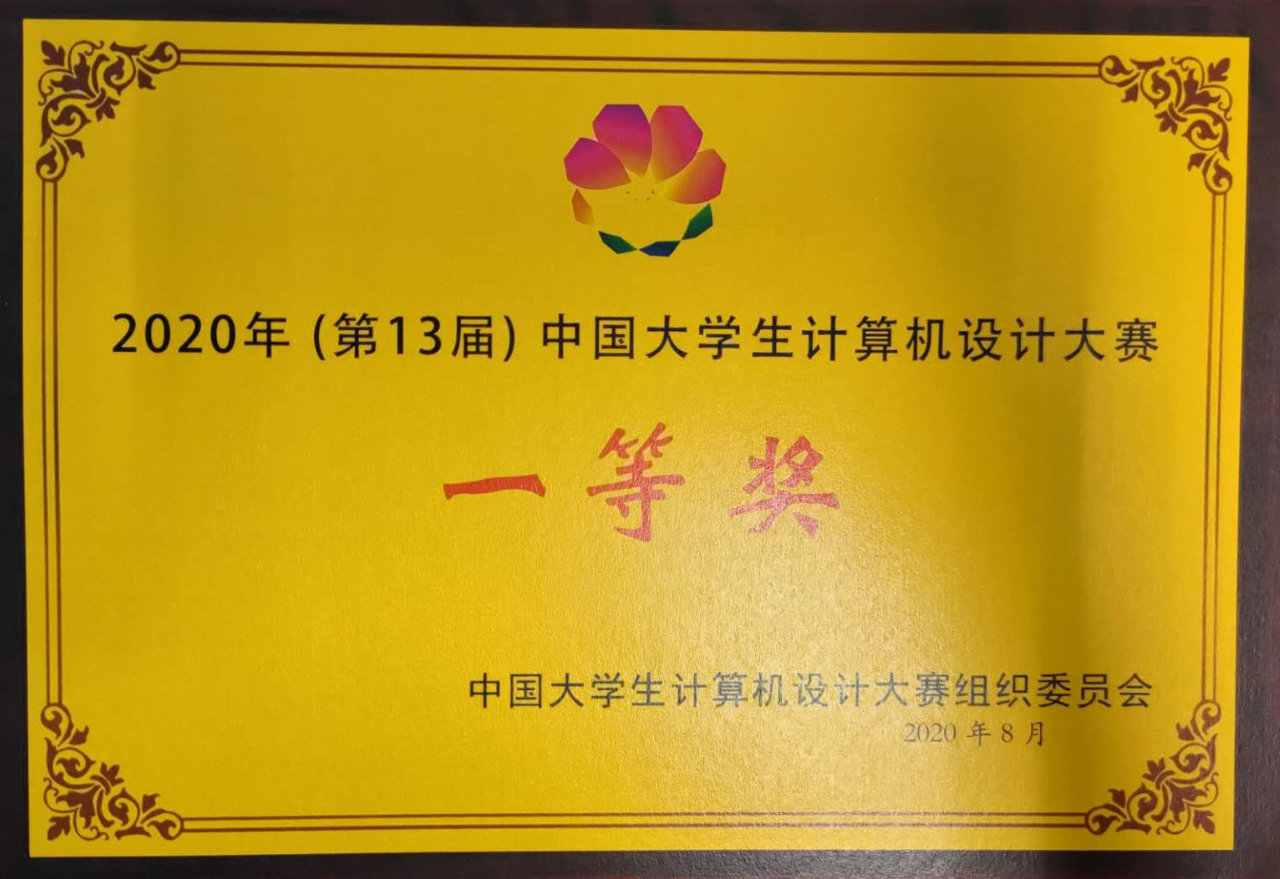 2020年（第13届）中国大学生计算机设计大赛
一等奖
中国大学生计算机设计大赛组织委员会
2020 年 8 月